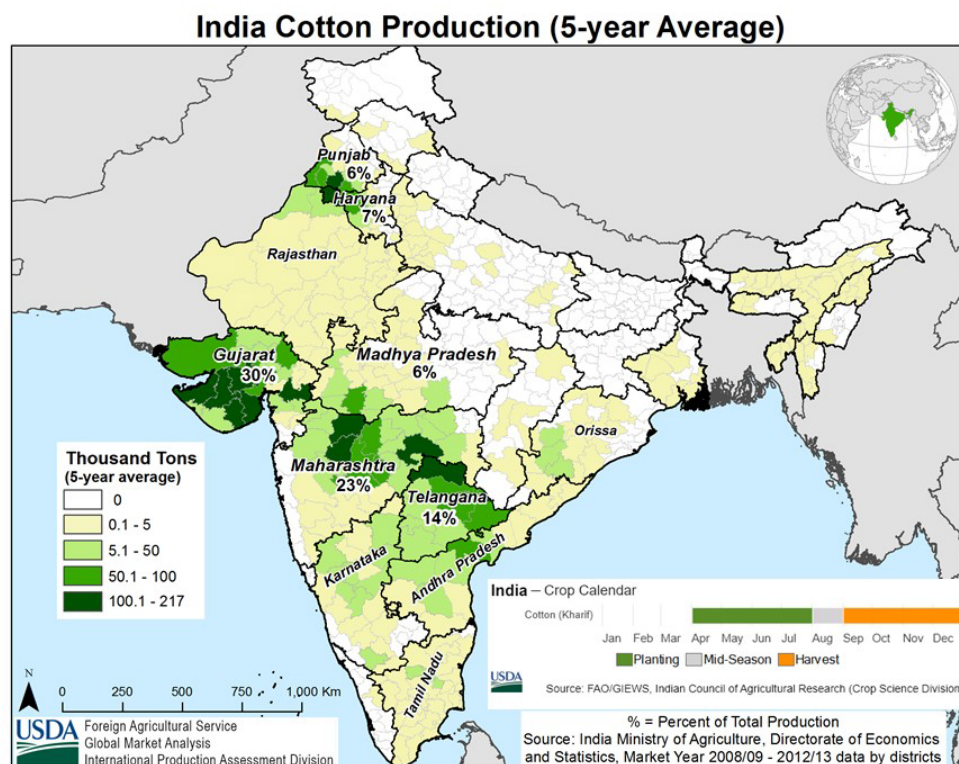 India Cotton Production (5-year Average)
Punjab
6%
Haryana
7%
Rajasthan
Gujarat
30%
Madhya Pradesh
6%
Orissa
Maharashtra
23%
Telangana
14%
Karnataka
Andhra Pradesh
Tamil Nadu
Thousand Tons
(5-year average)
0
0.1 - 5
5.1 - 50
50.1 - 100
100.1 - 217
India – Crop Calendar
Cotton (Kharif)
Jan Feb Mar Apr May Jun Jul Aug Sep Oct Nov Dec
Planting Mid-Season Harvest
USDA
Source: FAO/GIEWS, Indian Council of Agricultural Research (Crop Science Division
N
0 250 500 750 1,000 Km
USDA
Foreign Agricultural Service
Global Market Analysis
International Production Assessment Division
% = Percent of Total Production
Source: India Ministry of Agriculture, Directorate of Economics
and Statistics, Market Year 2008/09 - 2012/13 data by districts